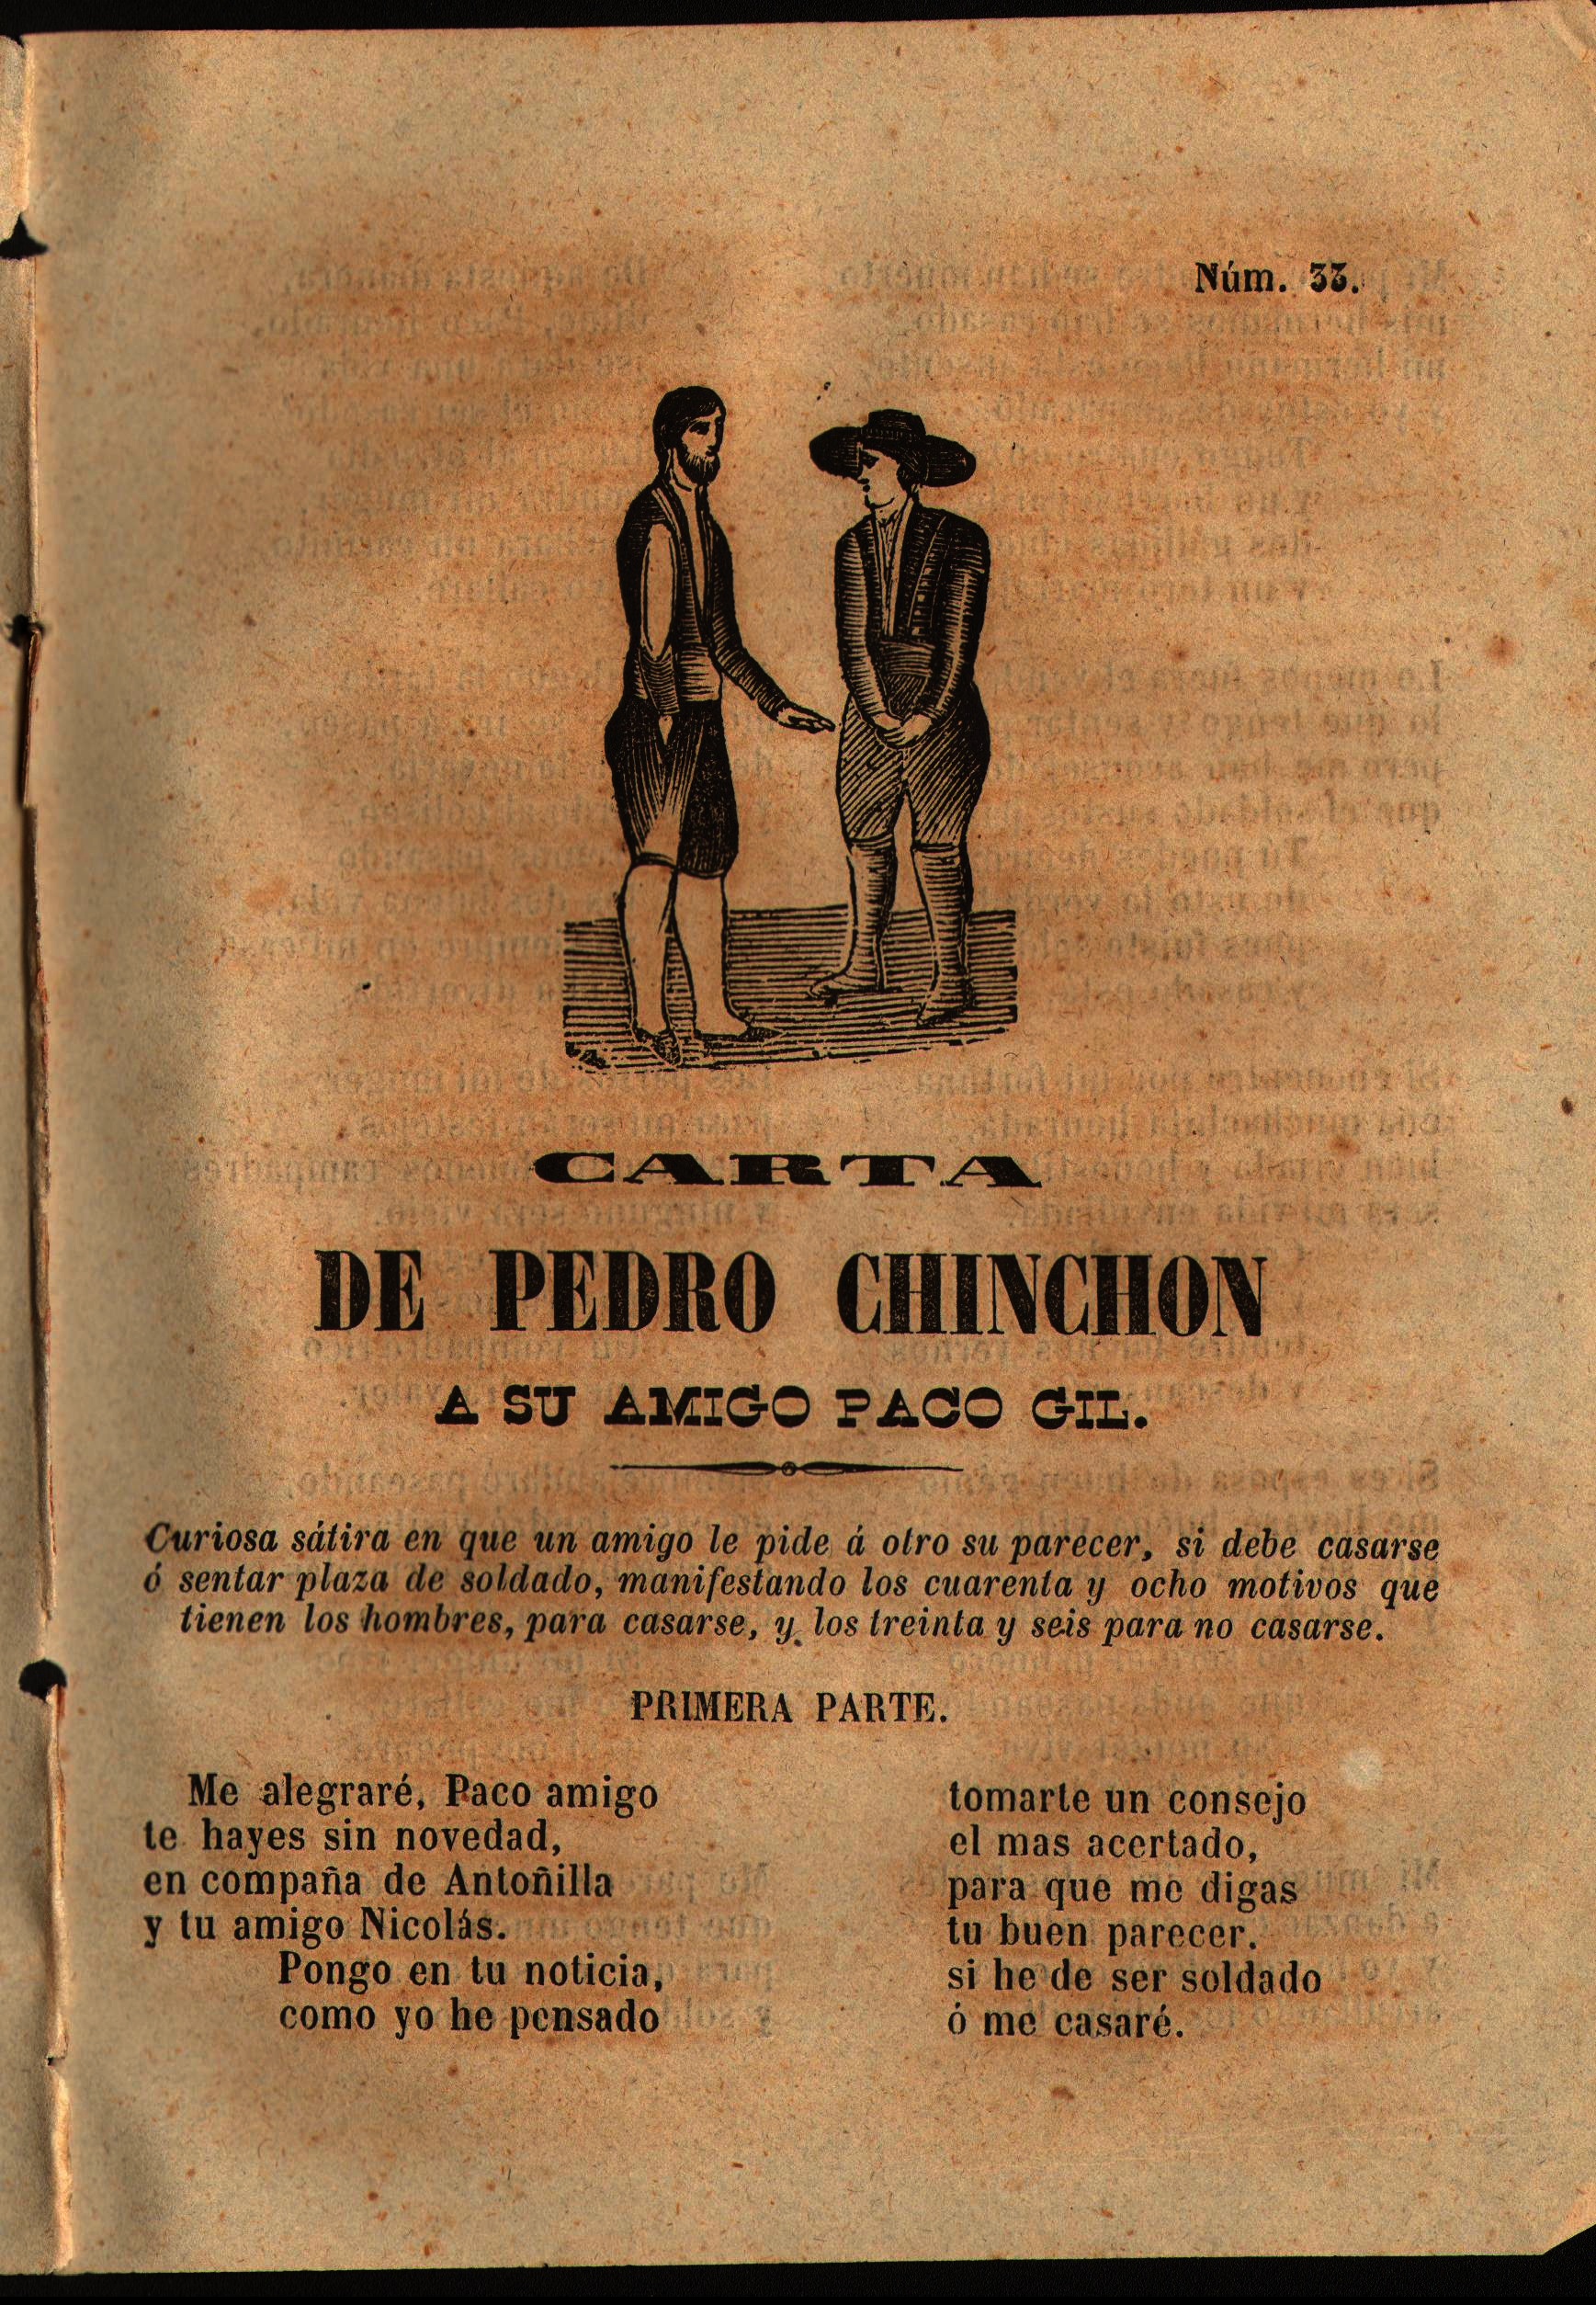 Núm. 33.
CARTA
DE PEDRO CHINCHON
A SU AMIGO PACO GIL.
Curiosa sátira en que un amigo le pide á otro su parecer, si debe casarse
ó sentar plaza de soldado, manifestando los cuarenta y ocho motivos que
tienen los hombres, para casarse, y los treinta y seis para no casarse.
PRIMERA PARTE.
Me alegraré, Paco amigo
te hayes sin novedad,
en compaña de Antoñilla
y tu amigo Nicolás.
Pongo en tu noticia,
como yo he pensado
tomarte un consejo
el mas acertado,
para que me digas
tu buen parecer.
si he de ser soldado
ó me casaré.